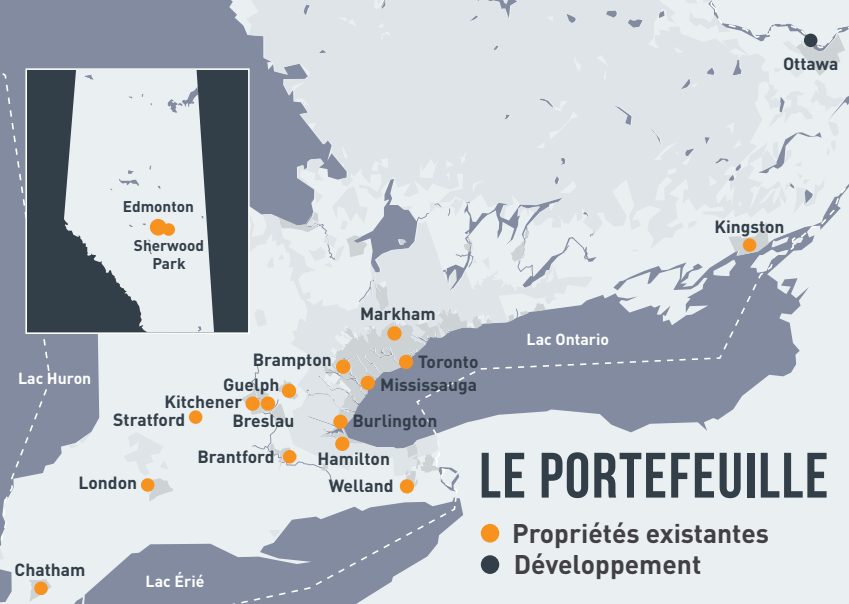 Ottawa
Edmonton
Sherwood
Park
Kingston
Markham
Lac Ontario
Brampton
Toronto
Lac Huron
Guelph
Mississauga
Kitchener
Stratford
Breslau
Burlington
Brantford
Hamilton
London
Welland
LE PORTEFEUILLE
Propriétés existantes
Développement
Chatham
Lac Érié